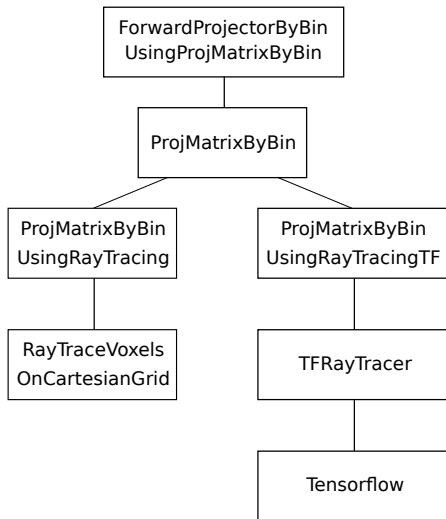 ForwardProjectorByBin
UsingProjMatrixByBin
ProjMatrixByBin
ProjMatrixByBin
UsingRayTracing
ProjMatrixByBin
UsingRayTracingTF
RayTraceVoxels
OnCartesianGrid
TFRayTracer
Tensorflow